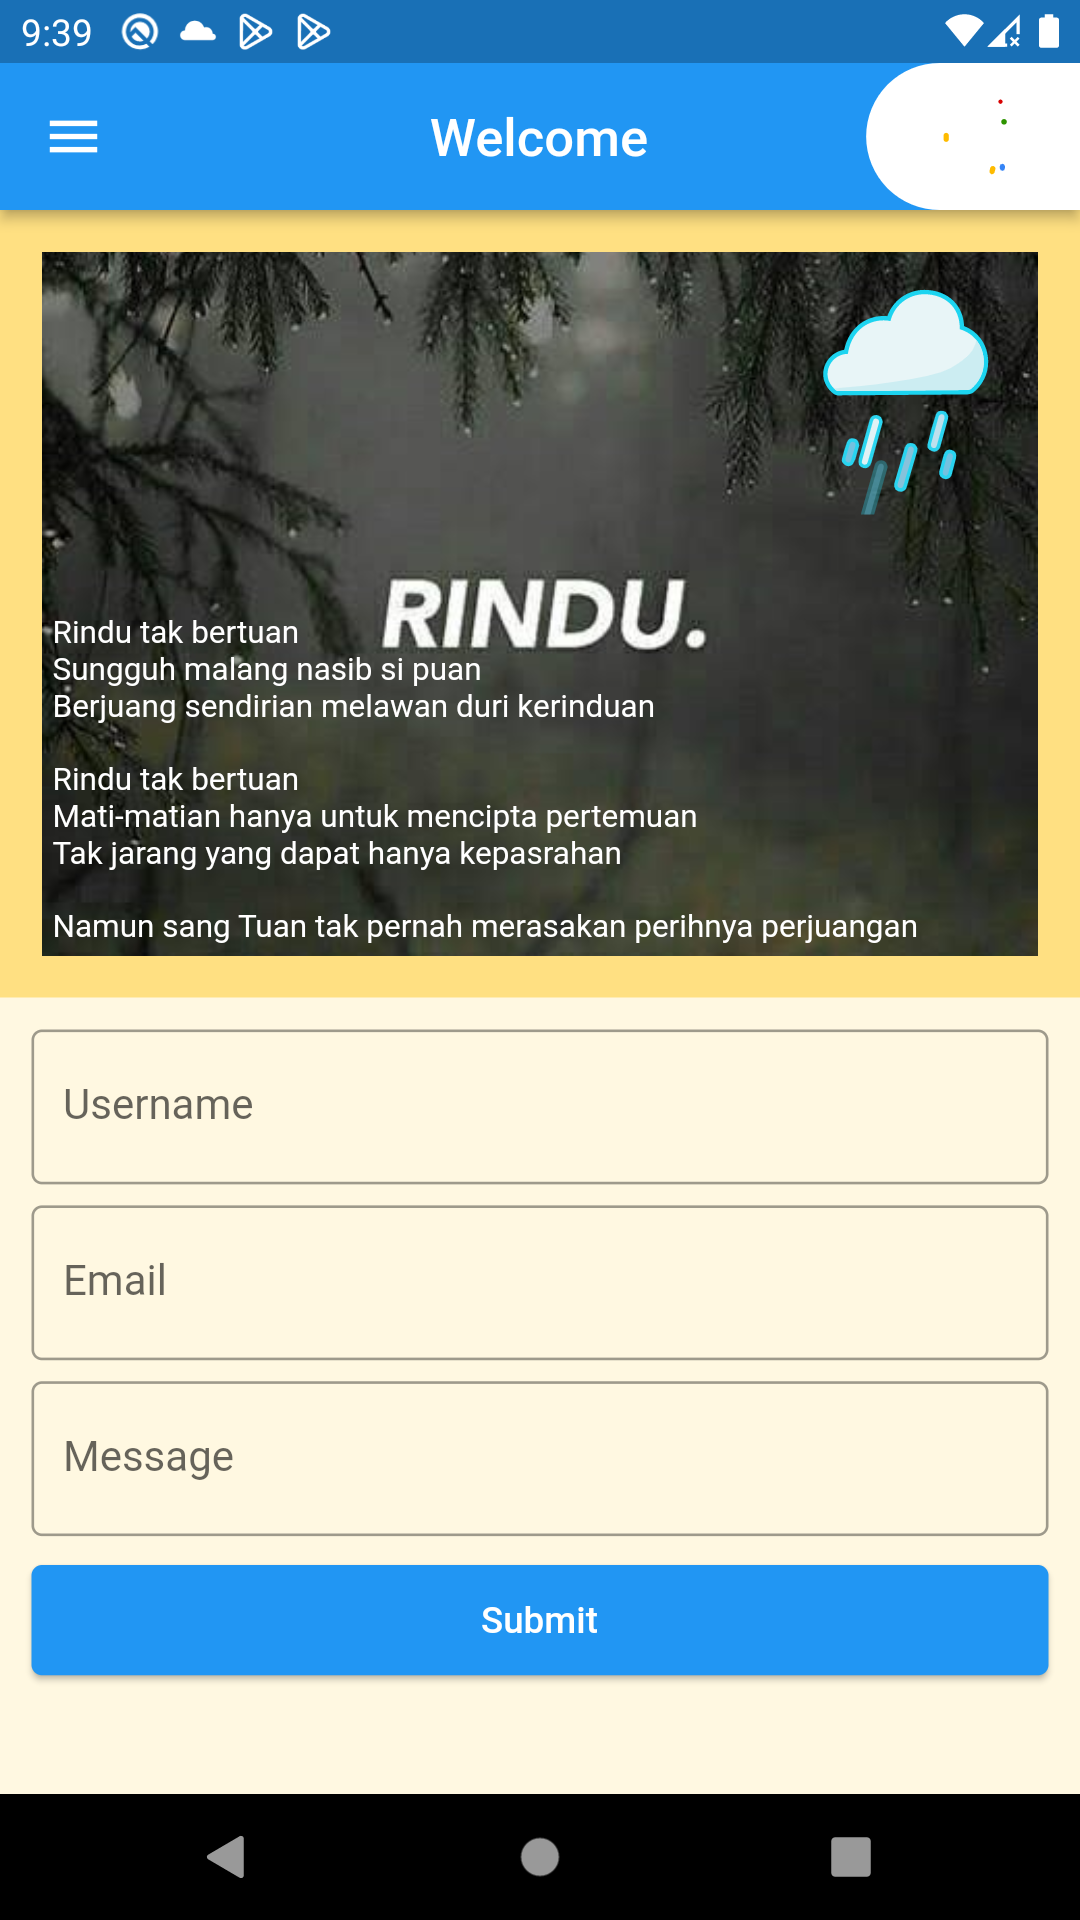 9:39
Welcome
RINDU.
Rindu tak bertuan
Sungguh malang nasib si puan
Berjuang sendirian melawan duri kerinduan
Rindu tak bertuan
Mati-matian hanya untuk mencipta pertemuan
Tak jarang yang dapat hanya kepasrahan
Namun sang Tuan tak pernah merasakan perihnya perjuangan
Username
Email
Message
Submit